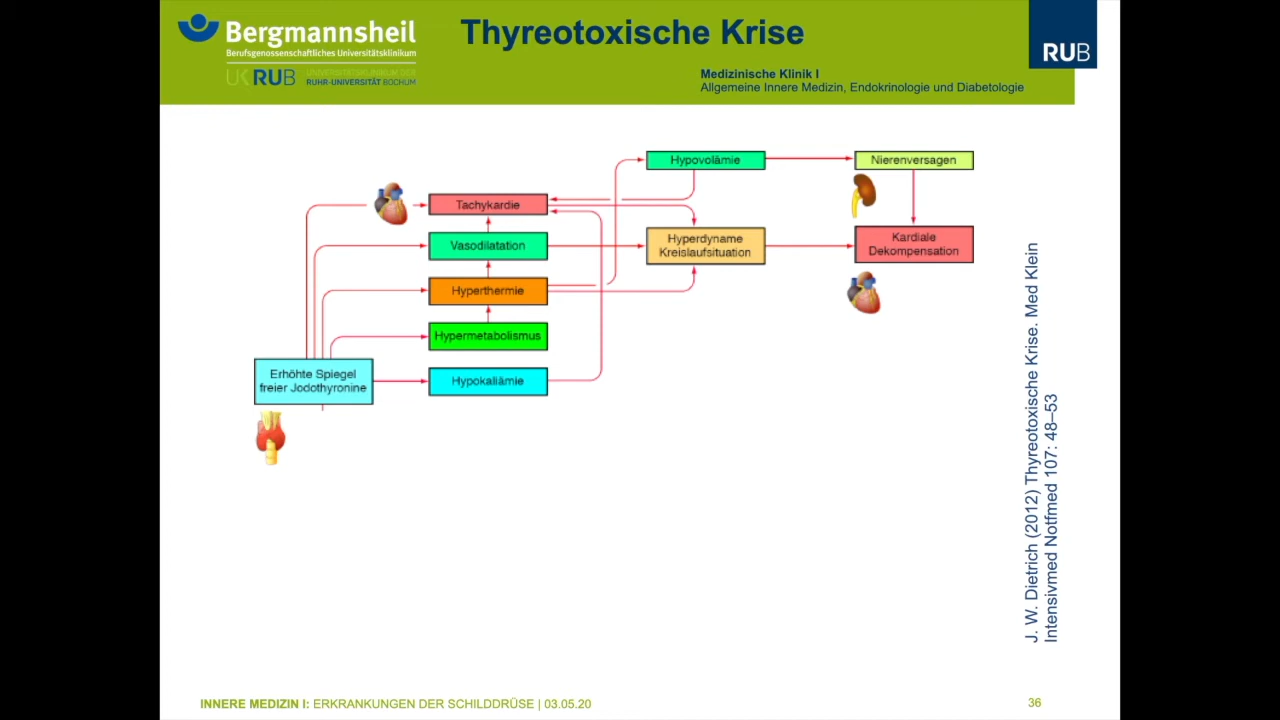 Bergmannsheil
Berufsgenossenschaftliches Universitätsklinikum
UK RUB
UNIVERSITÄTSKLINIKUM DER
RUHR-UNIVERSITÄT BOCHUM
Thyreotoxische Krise
Medizinische Klinik I
Allgemeine Innere Medizin, Endokrinologie und Diabetologie
RUB
Hypovolämie
Nierenversagen
Tachykardie
Vasodilatation
Hyperdyname
Kreislaufsituation
Kardiale
Dekompensation
Hyperthermie
Hypermetabolismus
Erhöhte Spiegel
freier Jodothyronine
Hypokaliämie
J. W. Dietrich (2012) Thyreotoxische Krise. Med Klein
Intensivmed Notfmed 107: 48–53
INNERE MEDIZIN I: ERKRANKUNGEN DER SCHILDDRÜSE | 03.05.20
36